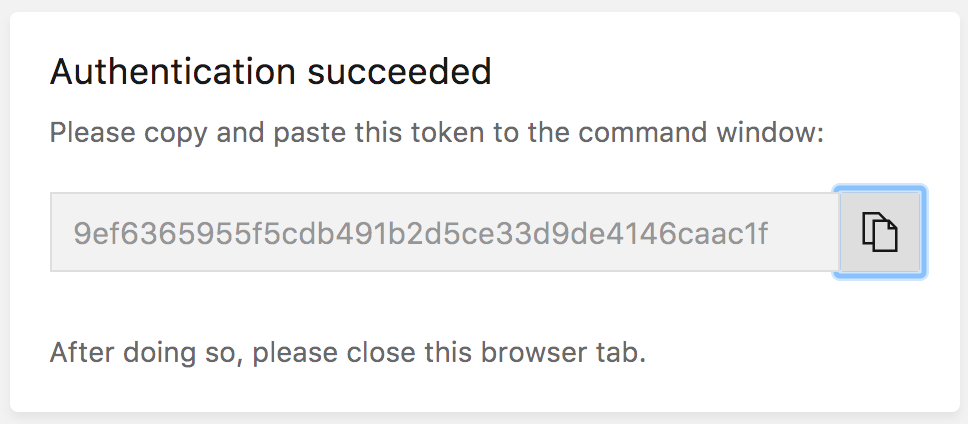 Authentication succeeded
Please copy and paste this token to the command window:
9ef6365955f5cdb491b2d5ce33d9de4146caac1f
After doing so, please close this browser tab.